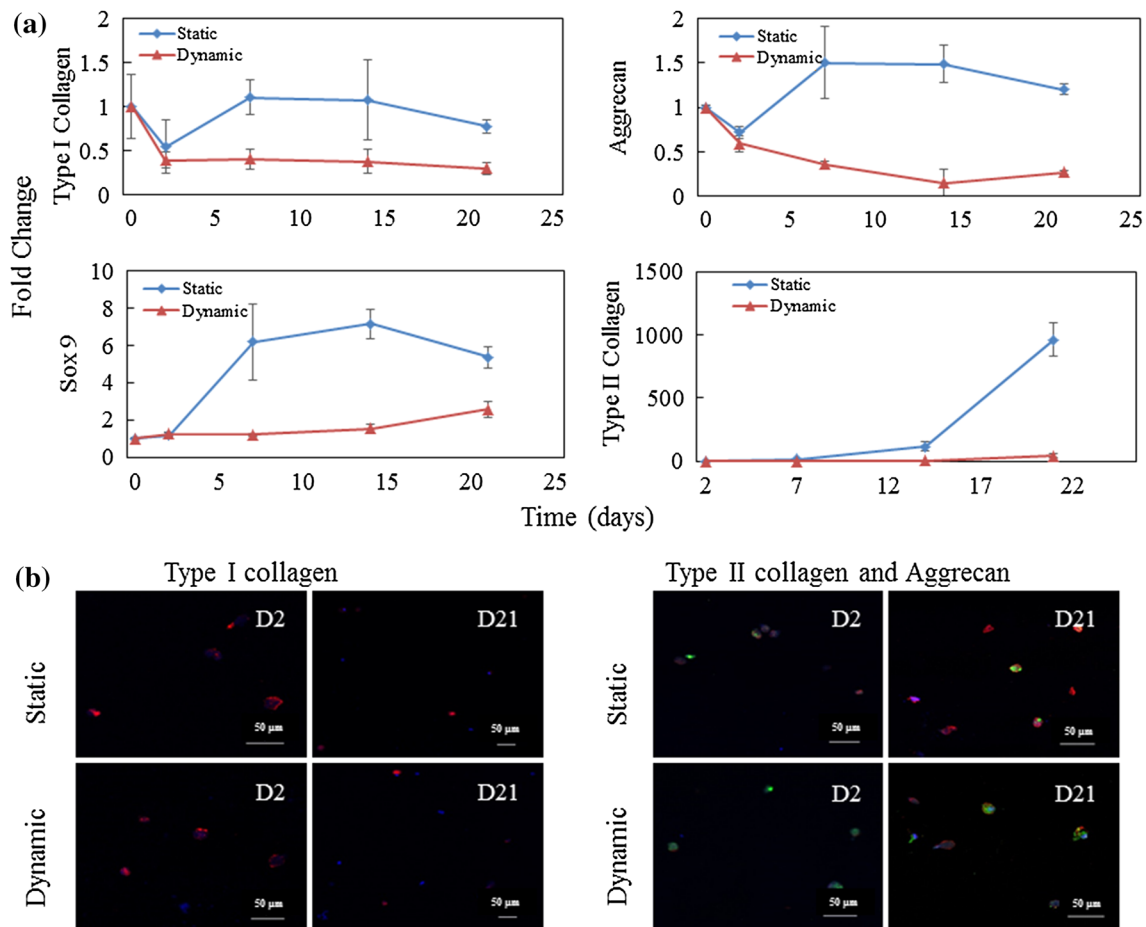 (a)
Fold Change
Type I Collagen
2
1.5
1
0.5
0
Static
Dynamic
0 5 10 15 20 25
Aggrecan
2
1.5
1
0.5
0
Static
Dynamic
0 5 10 15 20 25
Sox 9
10
8
6
4
2
0
Static
Dynamic
0 5 10 15 20 25
Type II Collagen
1500
1000
500
0
Static
Dynamic
2 7 12 17 22
Time (days)
(b)
Type I collagen
Type II collagen and Aggrecan
Static
D2
50 µm
D21
50 µm
Static
D2
50 µm
D21
50 µm
Dynamic
D2
50 µm
D21
50 µm
Dynamic
D2
50 µm
D21
50 µm